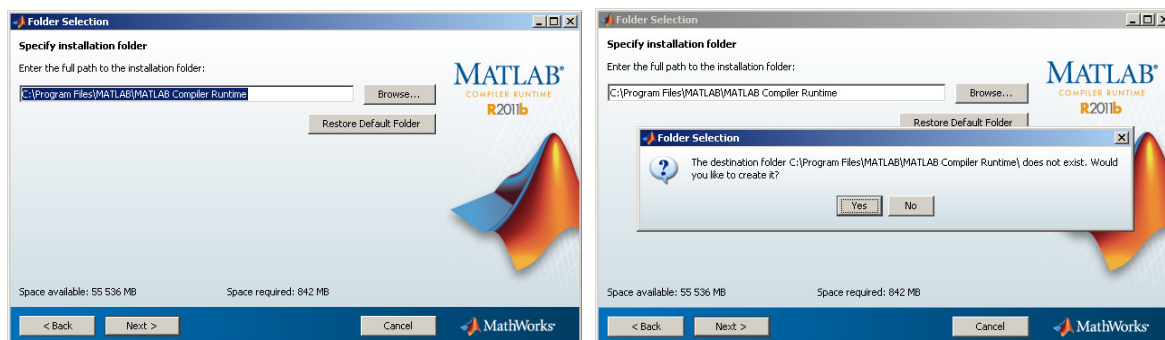 Folder Selection
Specify installation folder
Enter the full path to the installation folder:
C:\Program Files\MATLAB\MATLAB Compiler Runtime
Browse...
Restore Default Folder
MATLAB®
COMPILER RUNTIME
R2011b
Space available: 55 536 MB
Space required: 842 MB
< Back
Next >
Cancel
MathWorks®
Folder Selection
Specify installation folder
Enter the full path to the installation folder:
C:\Program Files\MATLAB\MATLAB Compiler Runtime
Browse...
Restore Default Folder
MATLAB®
COMPILER RUNTIME
R2011b
Folder Selection
The destination folder C:\Program Files\MATLAB\MATLAB Compiler Runtime\ does not exist. Would
you like to create it?
Yes
No
Space available: 55 536 MB
Space required: 842 MB
< Back
Next >
Cancel
MathWorks®